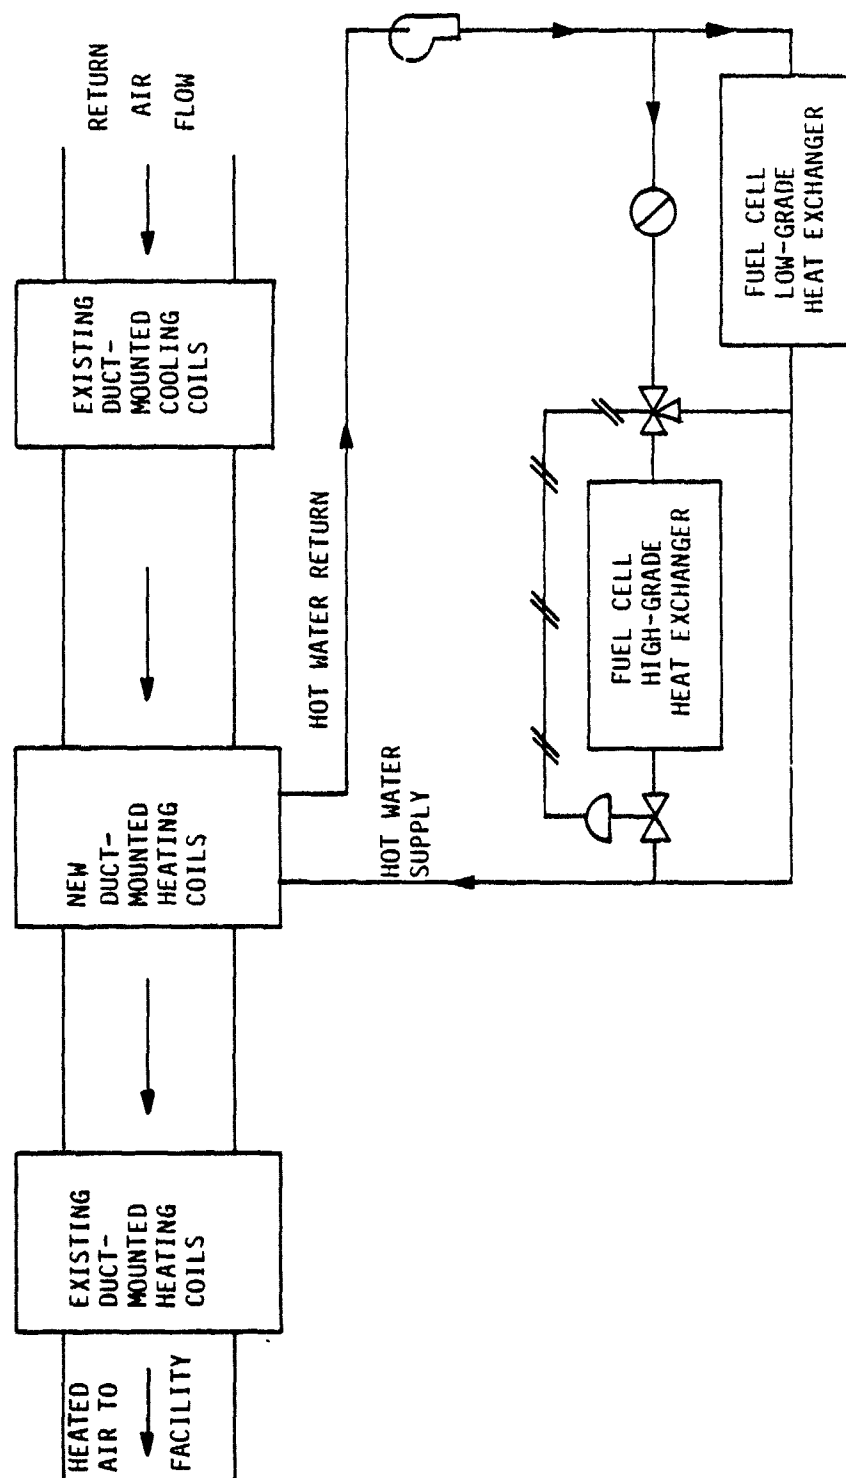 RETURN
AIR
FLOW
EXISTING
DUCT-
MOUNTED
COOLING
COILS
NEW
DUCT-
MOUNTED
HEATING
COILS
EXISTING
DUCT-
MOUNTED
HEATING
COILS
HEATED
AIR TO
FACILITY
HOT WATER RETURN
HOT WATER
SUPPLY
FUEL CELL
HIGH-GRADE
HEAT EXCHANGER
FUEL CELL
LOW-GRADE
HEAT EXCHANGER